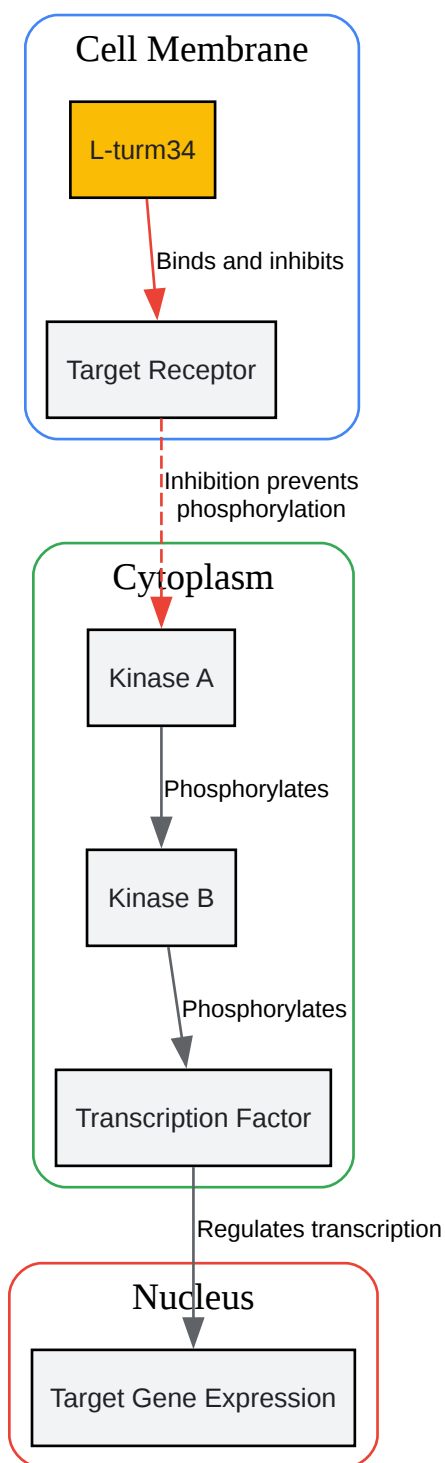 Cell Membrane
L-turm34
Binds and inhibits
Target Receptor
Inhibition prevents
phosphorylation
Cytoplasm
Kinase A
Phosphorylates
Kinase B
Phosphorylates
Transcription Factor
Regulates transcription
Nucleus
Target Gene Expression